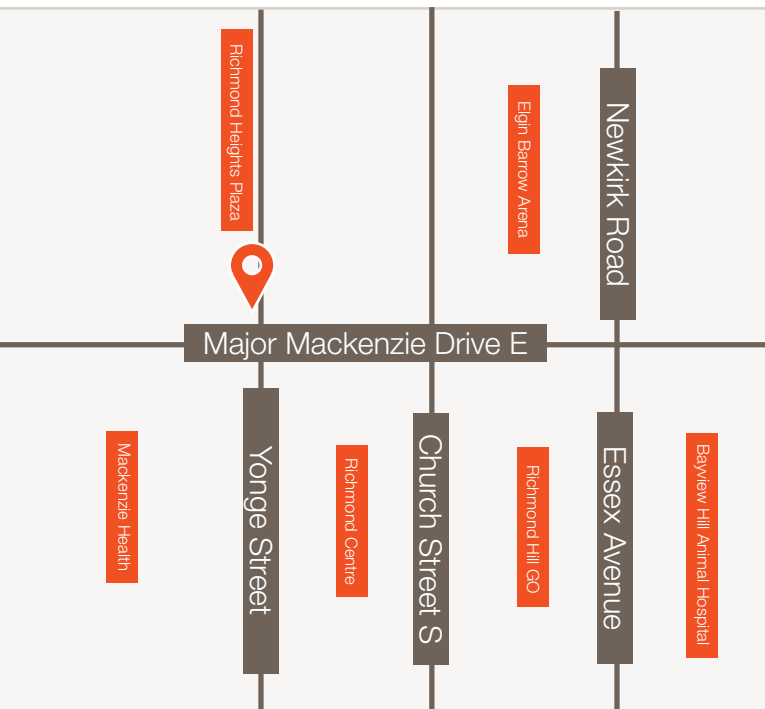 Richmond Heights Plaza
Elgin Barrow Arena
Newkirk Road
Major Mackenzie Drive E
Mackenzie Health
Yonge Street
Richmond Centre
Church Street S
Richmond Hill GO
Essex Avenue
Bayview Hill Animal Hospital